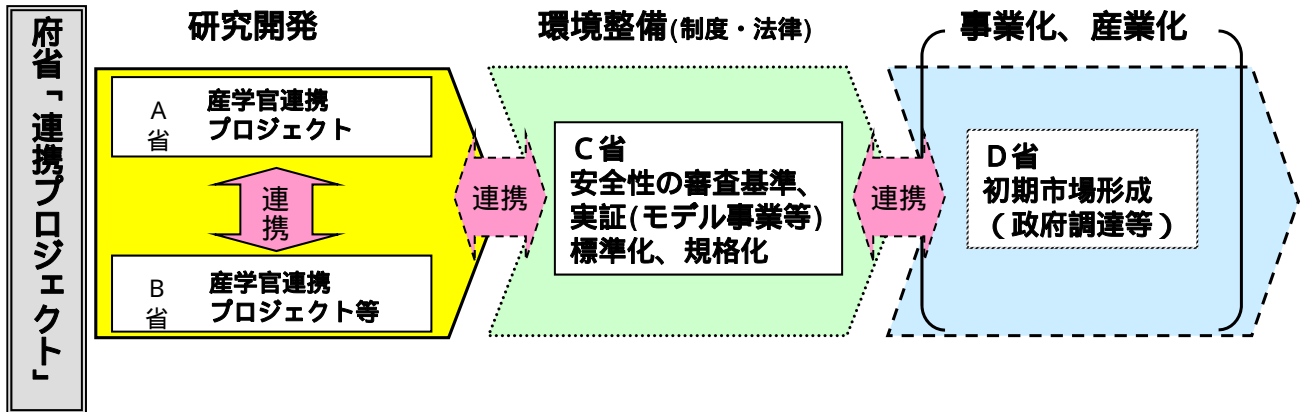 府省「連携プロジェクト」
研究開発
環境整備(制度・法律)
事業化、産業化
A省
産学官連携
プロジェクト
連携
B省
産学官連携
プロジェクト等
連携
C省
安全性の審査基準、
実証(モデル事業等)
標準化、規格化
連携
D省
初期市場形成
(政府調達等)